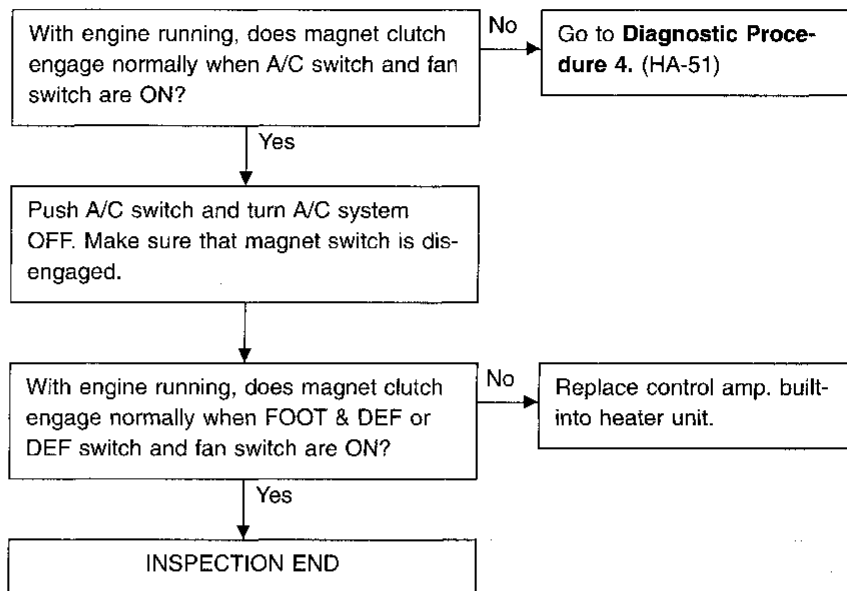 With engine running, does magnet clutch
engage normally when A/C switch and fan
switch are ON?
No
Go to Diagnostic Proce-
dure 4. (HA-51)
Yes
Push A/C switch and turn A/C system
OFF. Make sure that magnet switch is dis-
engaged.
With engine running, does magnet clutch
engage normally when FOOT & DEF or
DEF switch and fan switch are ON?
No
Replace control amp. built-
into heater unit.
Yes
INSPECTION END